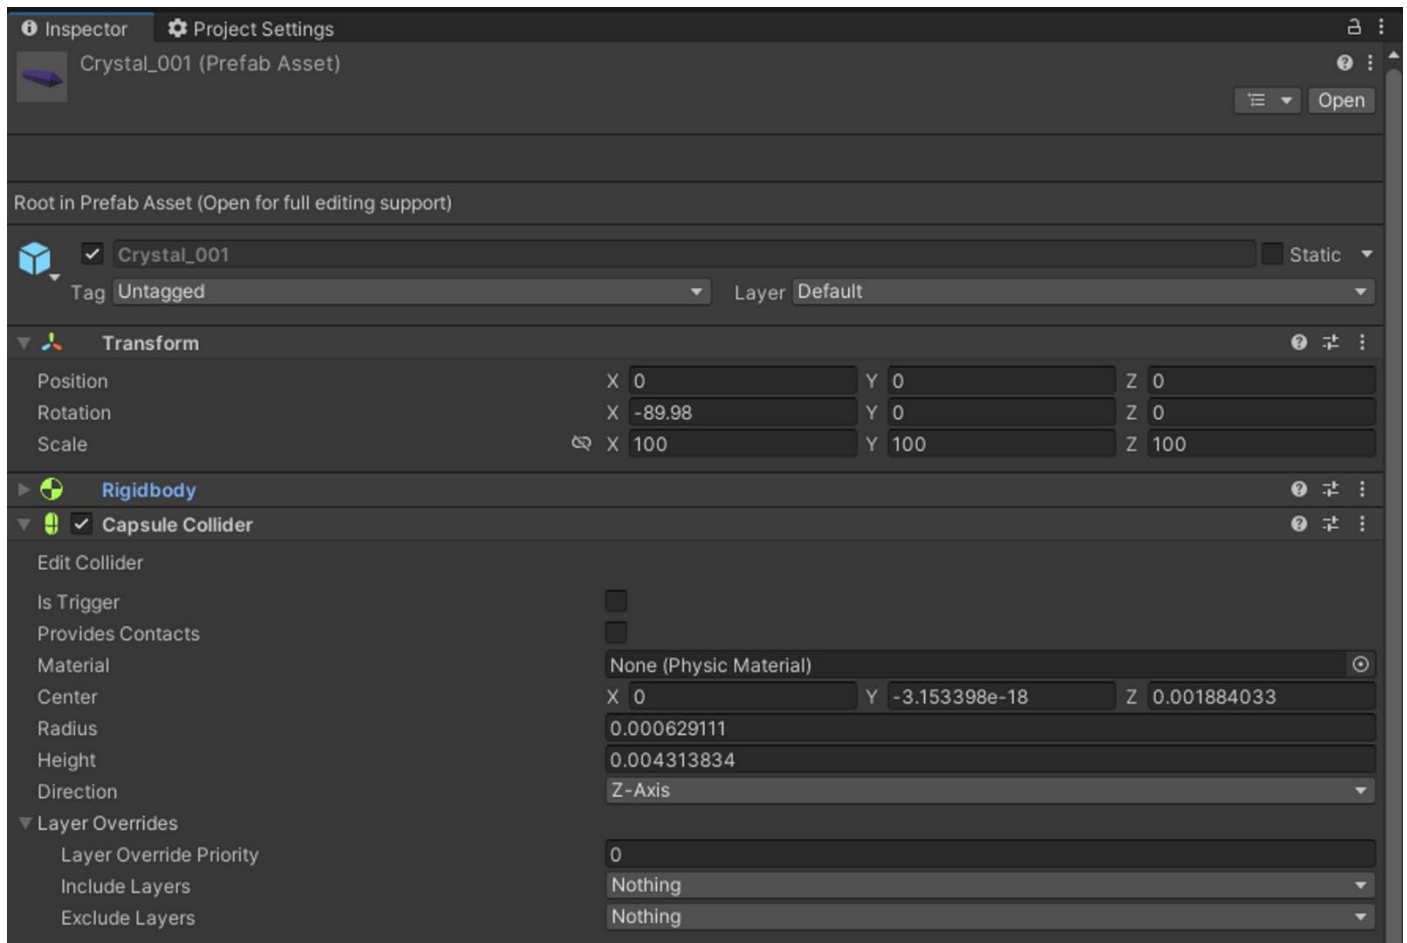 Inspector Project Settings
Crystal_001 (Prefab Asset)
Open
Root in Prefab Asset (Open for full editing support)
Crystal_001 Static
Tag Untagged Layer Default
Transform
Position X 0 Y 0 Z 0
Rotation X -89.98 Y 0 Z 0
Scale X 100 Y 100 Z 100
Rigidbody
Capsule Collider
Edit Collider
Is Trigger
Provides Contacts
Material None (Physic Material)
Center X 0 Y -3.153398e-18 Z 0.001884033
Radius 0.000629111
Height 0.004313834
Direction Z-Axis
Layer Overrides
Layer Override Priority 0
Include Layers Nothing
Exclude Layers Nothing